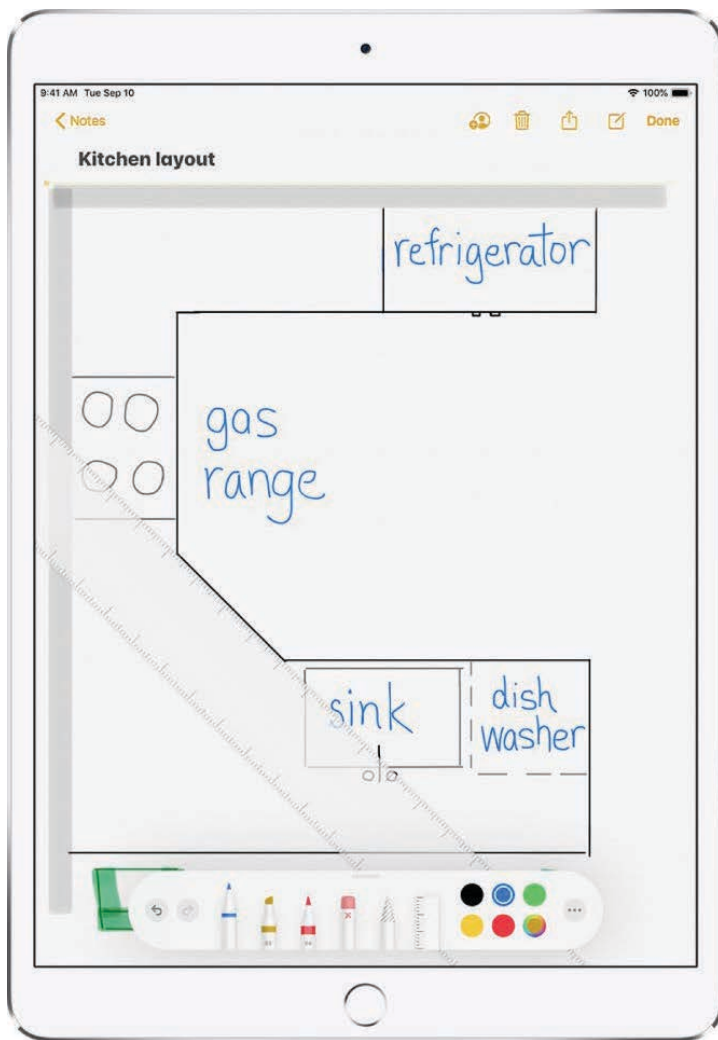 9:41 AM Tue Sep 10
100%
Notes
Done
Kitchen layout
refrigerator
gas
range
sink
dish
washer